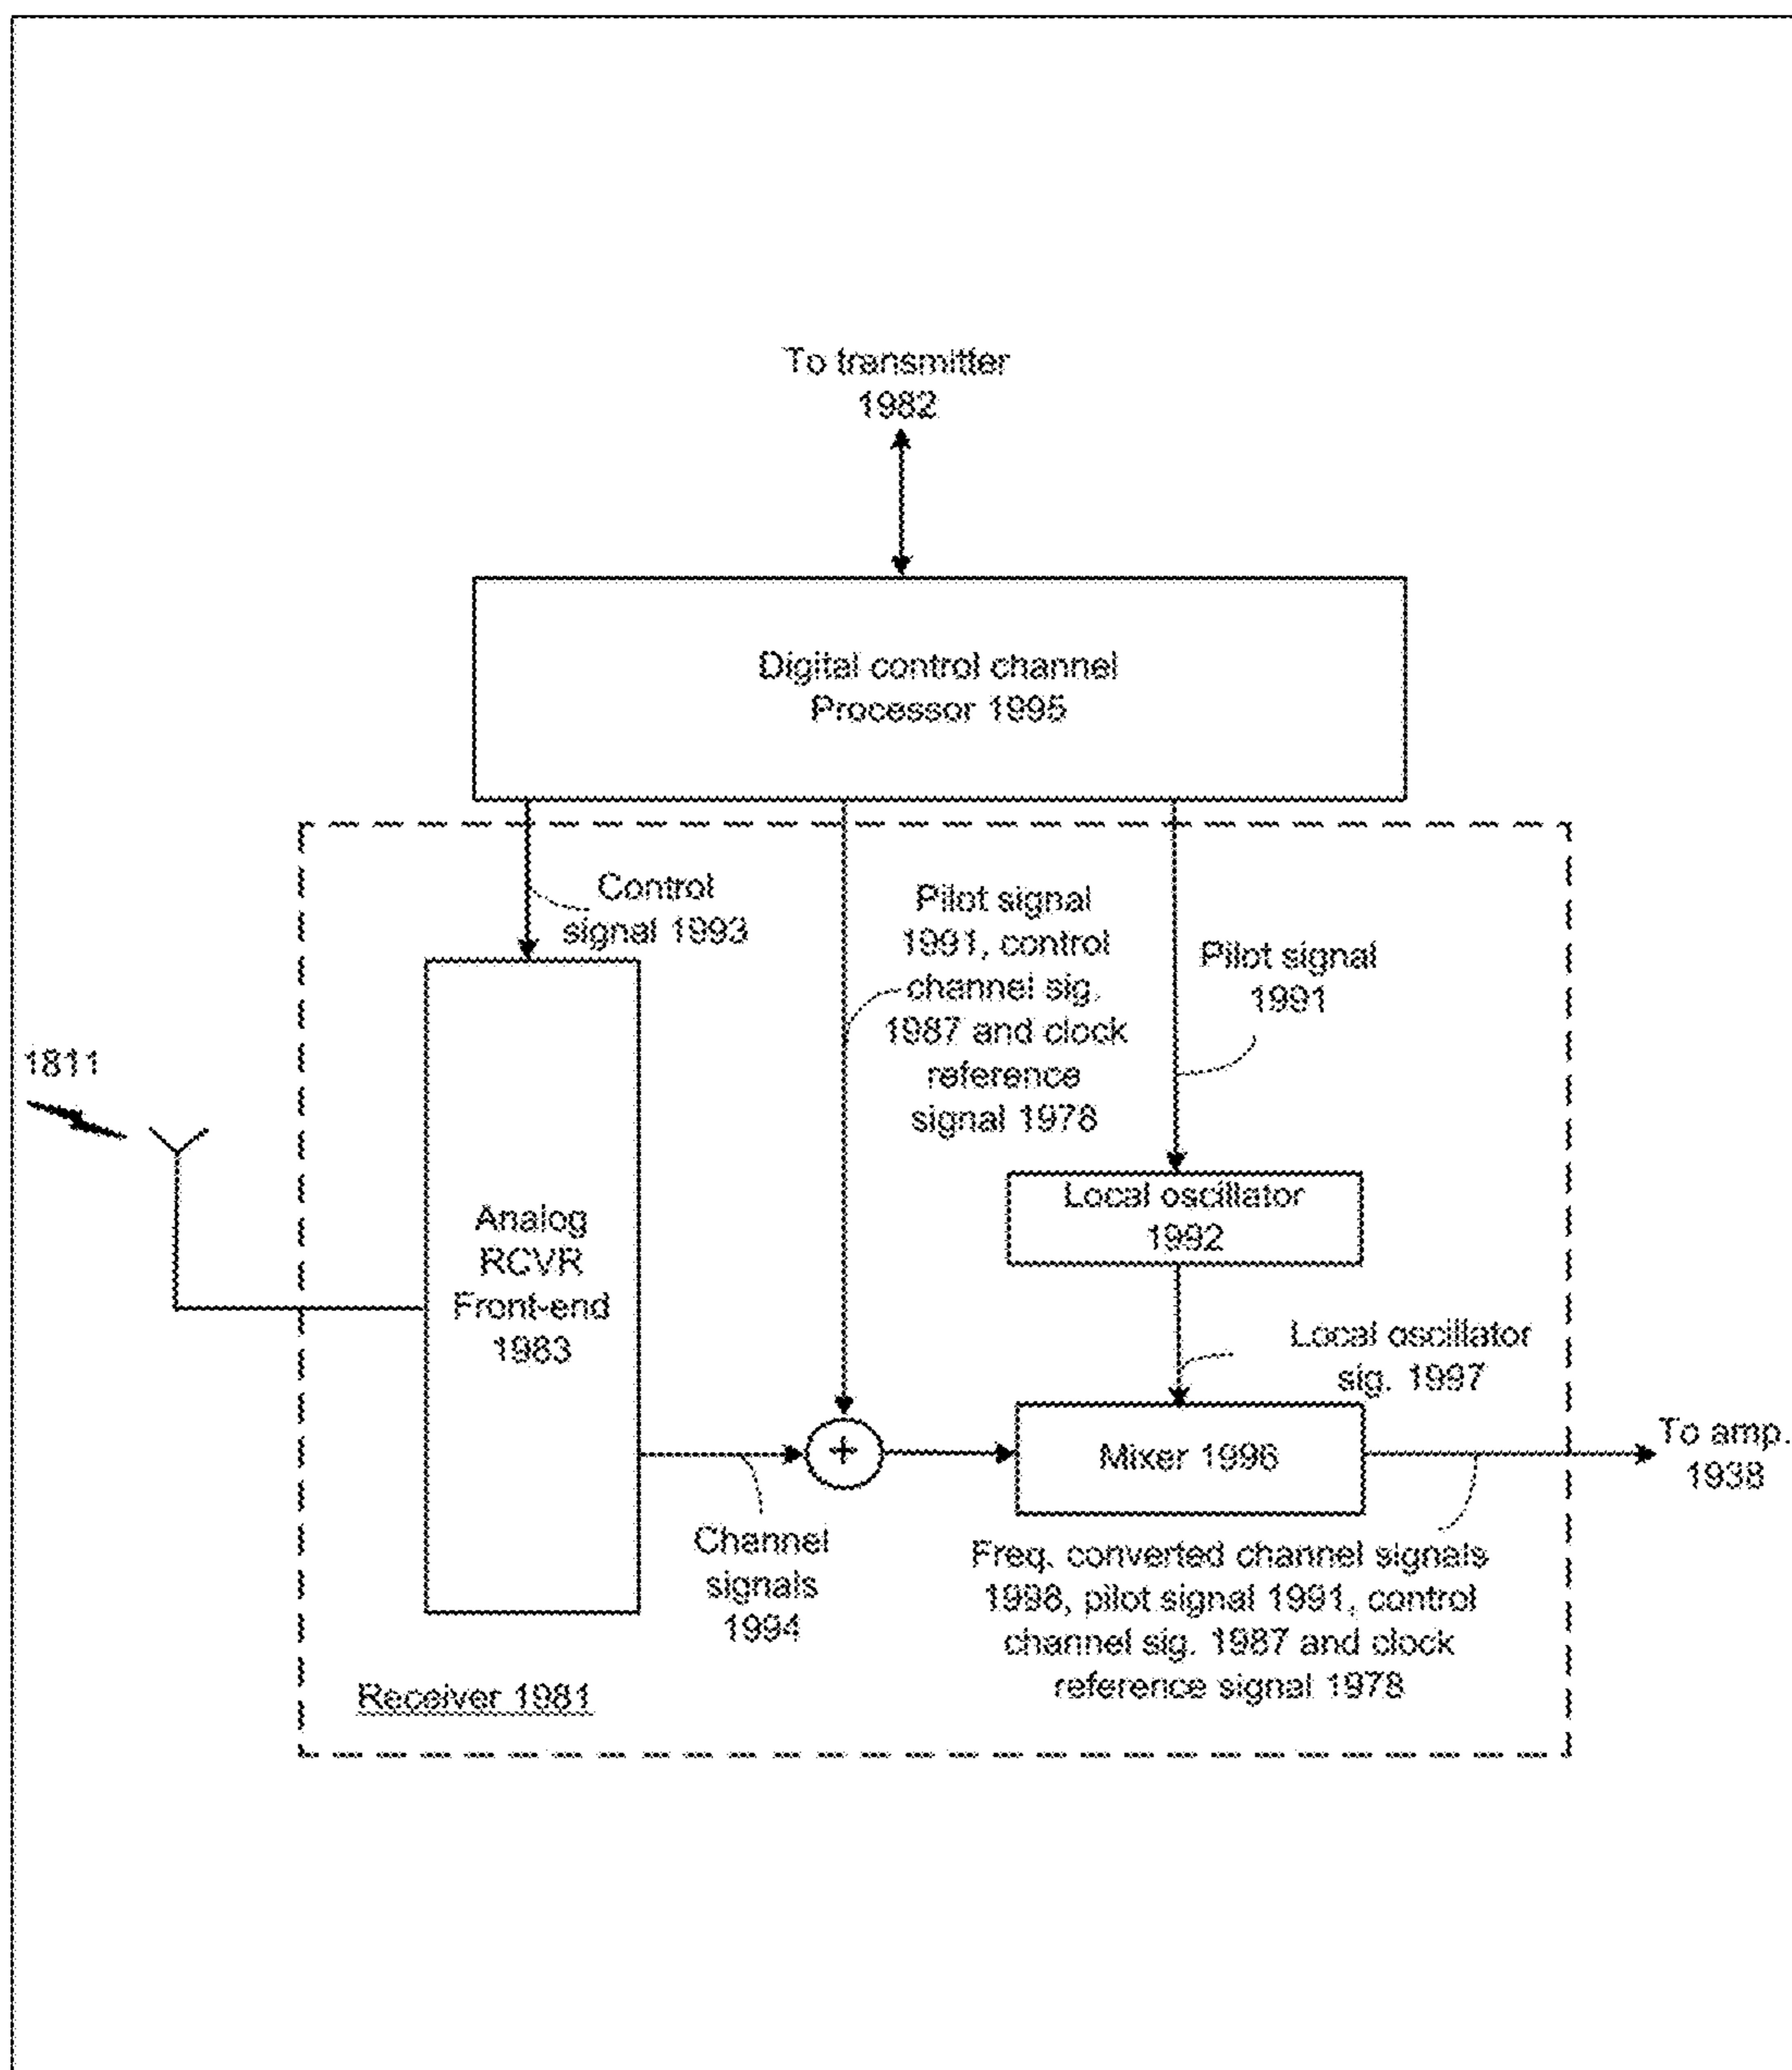 To transmitter
1982
Digital control channel
Processor 1995
Control
signal 1993
Pilot signal
1991, control
channel sig.
1987 and clock
reference
signal 1978
Pilot signal
1991
1811
Analog
RCVR
Front-end
1983
Local oscillator
1992
Local oscillator
sig. 1997
+
Mixer 1996
To amp.
1938
Channel
signals
1994
Freq. converted channel signals
1998, pilot signal 1991, control
channel sig. 1987 and clock
reference signal 1978
Receiver 1981